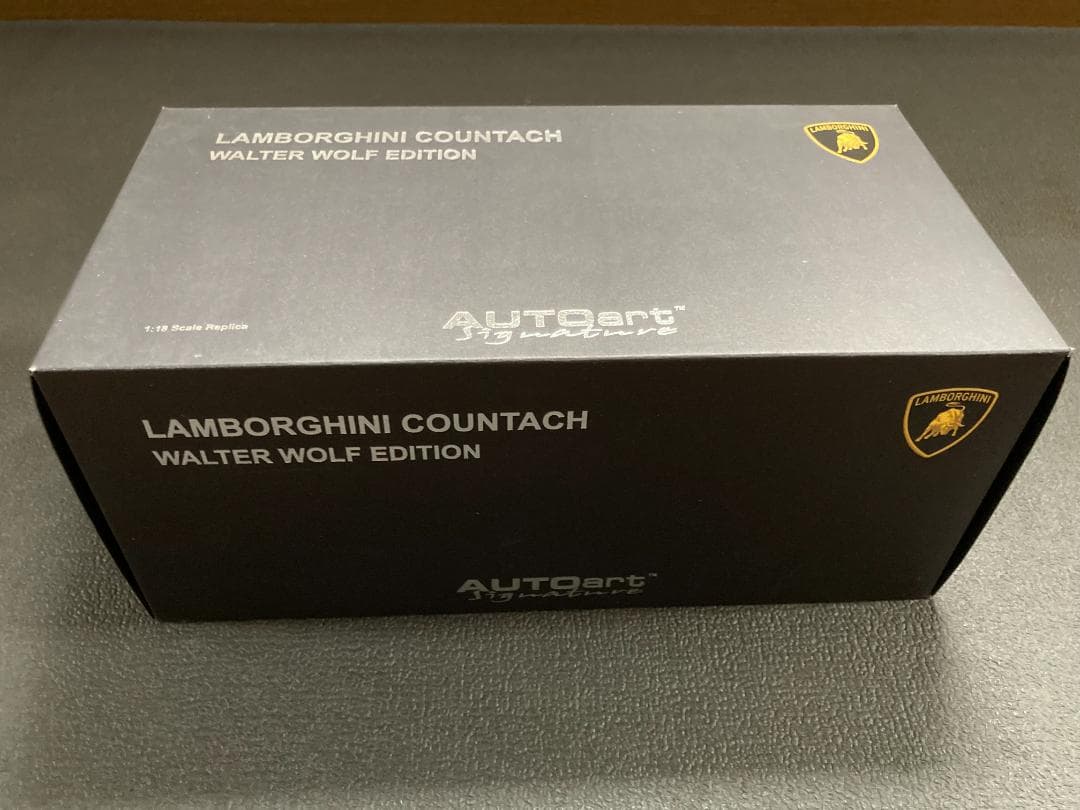 LAMBORGHINI COUNTACH
WALTER WOLF EDITION
LAMBORGHINI
1:18 Scale Replica
AUTOart™
Signature
LAMBORGHINI COUNTACH
WALTER WOLF EDITION
LAMBORGHINI
AUTOart™
Signature